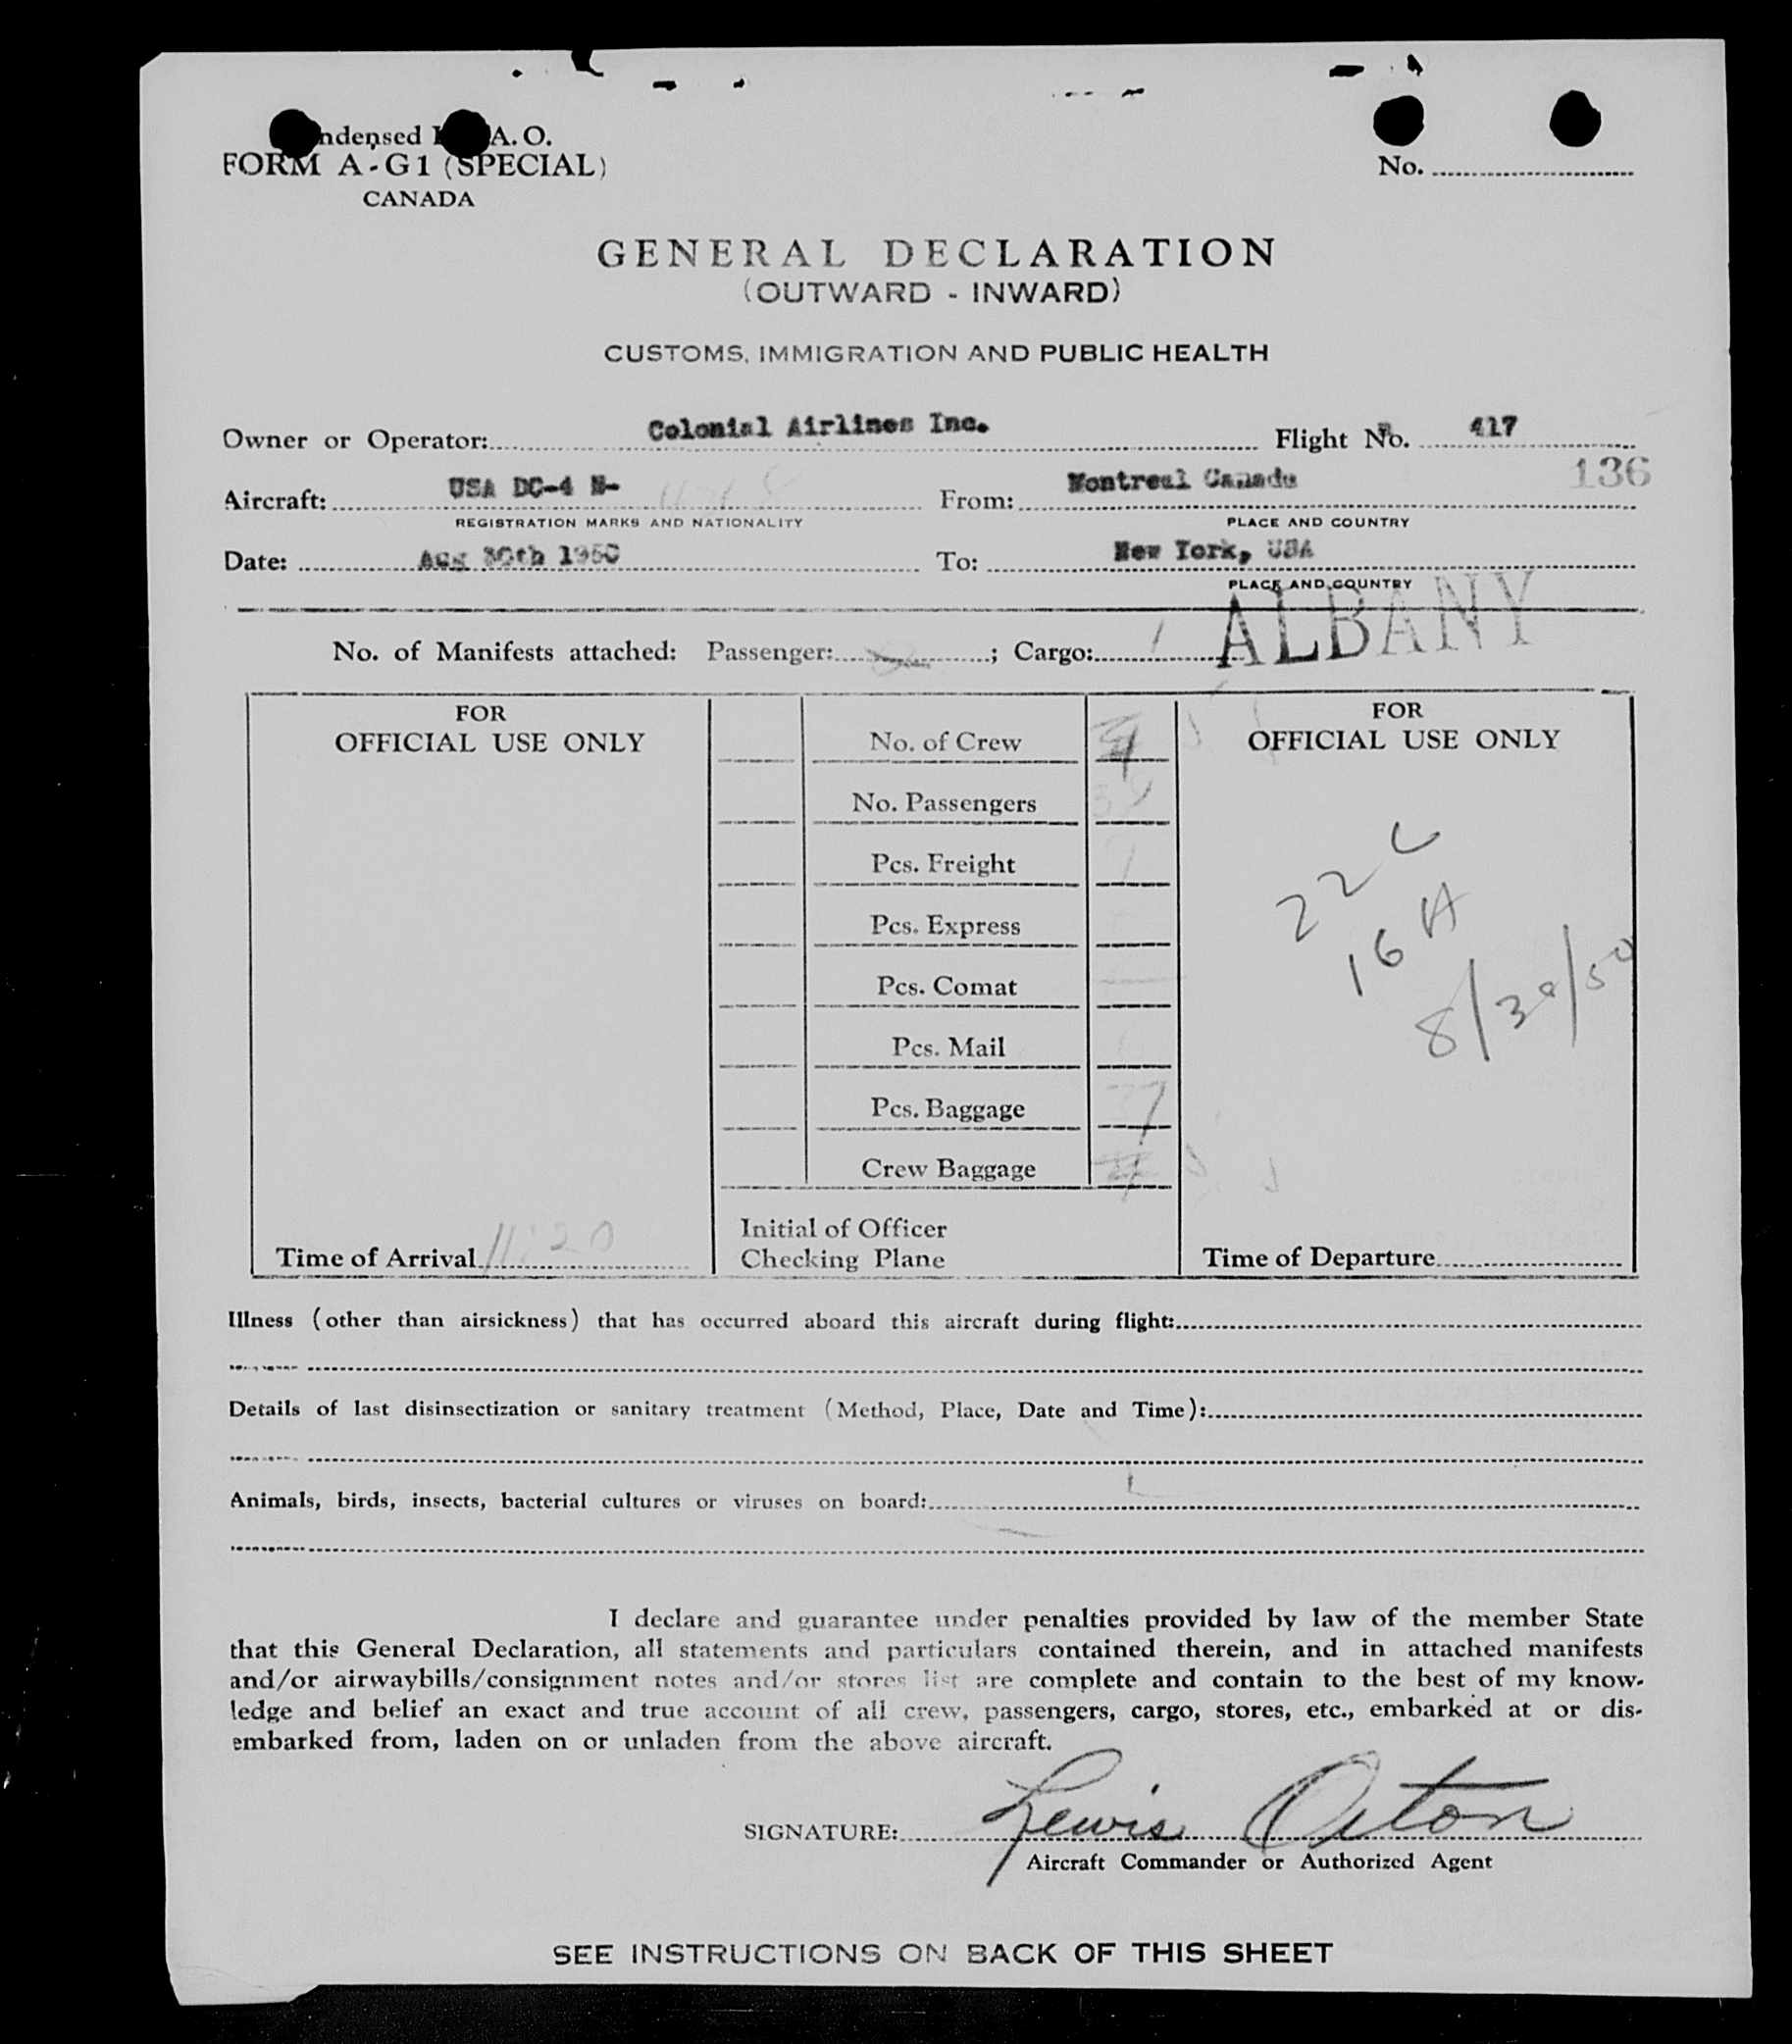 ndensed I A.O.
FORM A-G1 (SPECIAL)
CANADA
No.
GENERAL DECLARATION
(OUTWARD - INWARD)
CUSTOMS, IMMIGRATION AND PUBLIC HEALTH
Owner or Operator: Colonial Airlines Inc. Flight No. 417
136
Aircraft: USA DC-4 N- From: Montreal Canada
REGISTRATION MARKS AND NATIONALITY PLACE AND COUNTRY
Date: Aug 30th 1950 To: New York, USA
PLACE AND COUNTRY
ALBANY
No. of Manifests attached: Passenger: ; Cargo: 1
FOR
OFFICIAL USE ONLY
No. of Crew 4
No. Passengers
Pcs. Freight
Pcs. Express
Pcs. Comat
Pcs. Mail
Pcs. Baggage
Crew Baggage 4
FOR
OFFICIAL USE ONLY
22 C
16 A
8/30/50
Time of Arrival 11:20
Initial of Officer
Checking Plane
Time of Departure
Illness (other than airsickness) that has occurred aboard this aircraft during flight:
Details of last disinsectization or sanitary treatment (Method, Place, Date and Time):
Animals, birds, insects, bacterial cultures or viruses on board:
I declare and guarantee under penalties provided by law of the member State
that this General Declaration, all statements and particulars contained therein, and in attached manifests
and/or airwaybills/consignment notes and/or stores list are complete and contain to the best of my know-
ledge and belief an exact and true account of all crew, passengers, cargo, stores, etc., embarked at or dis-
embarked from, laden on or unladen from the above aircraft.
SIGNATURE: Lewis Orton
Aircraft Commander or Authorized Agent
SEE INSTRUCTIONS ON BACK OF THIS SHEET